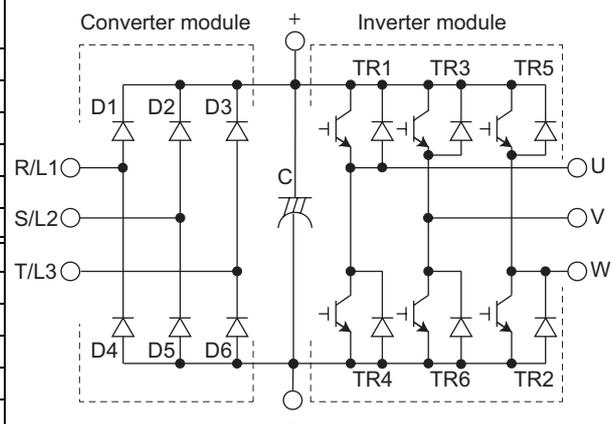 Converter module
+
Inverter module
TR1
TR3
TR5
D1
D2
D3
R/L1
U
C
S/L2
V
T/L3
W
D4
D5
D6
TR4
TR6
TR2
-